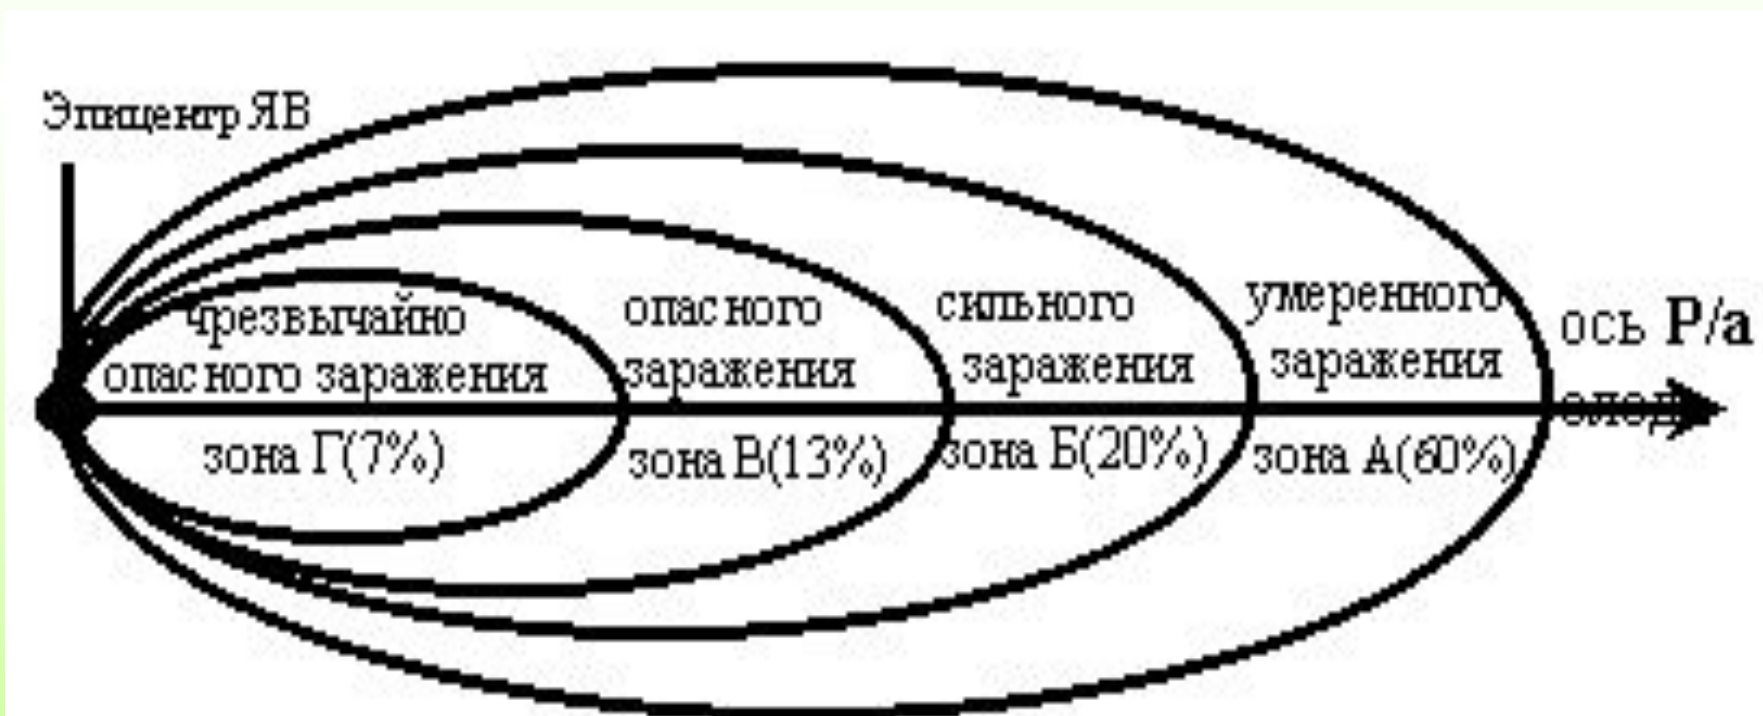 Эпицентр ЯВ
чрезвычайно
опасного заражения
зона Г(7%)
опасного
заражения
зона В(13%)
сильного
заражения
зона Б(20%)
умеренного
заражения
зона А(60%)
ось Р/а